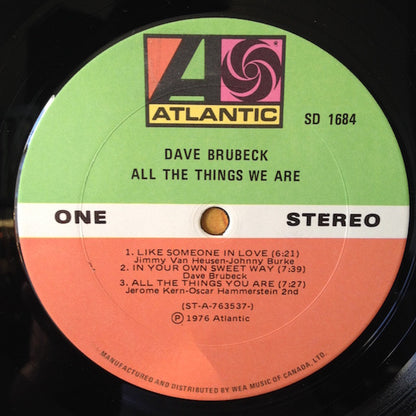 ATLANTIC
SD 1684
DAVE BRUBECK
ALL THE THINGS WE ARE
ONE
STEREO
1. LIKE SOMEONE IN LOVE (6:21)
Jimmy Van Heusen-Johnny Burke
2. IN YOUR OWN SWEET WAY (7:39)
Dave Brubeck
3. ALL THE THINGS YOU ARE (7:27)
Jerome Kern-Oscar Hammerstein 2nd
(ST-A-763537-)
℗ 1976 Atlantic
MANUFACTURED AND DISTRIBUTED BY WEA MUSIC OF CANADA, LTD.